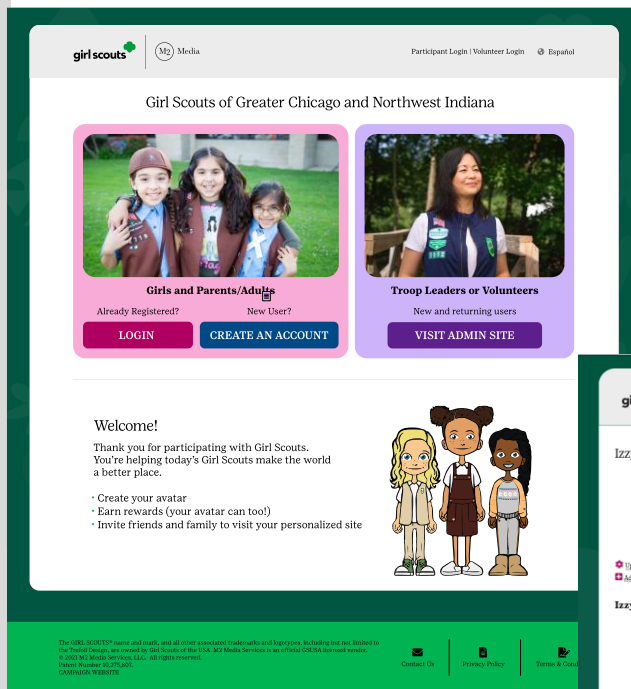 girl scouts
M2 Media
Participant Login | Volunteer Login
Español
Girl Scouts of Greater Chicago and Northwest Indiana
Girls and Parents/Adults
Already Registered?
New User?
LOGIN
CREATE AN ACCOUNT
Troop Leaders or Volunteers
New and returning users
VISIT ADMIN SITE
Welcome!
Thank you for participating with Girl Scouts.
You're helping today's Girl Scouts make the world
a better place.
• Create your avatar
• Earn rewards (your avatar can too!)
• Invite friends and family to visit your personalized site
The GIRL SCOUTS® name and mark, and all other associated trademarks and logotypes, including but not limited to
the Trefoil Design, are owned by Girl Scouts of the USA. M2 Media Services is an official GSUSA licensed vendor.
© 2021 M2 Media Services, LLC. All rights reserved.
Patent Number 10,275,807.
CAMPAIGN WEBSITE
Contact Us
Privacy Policy
Terms & Cond
gi
Izz
U
Ad
Izzy